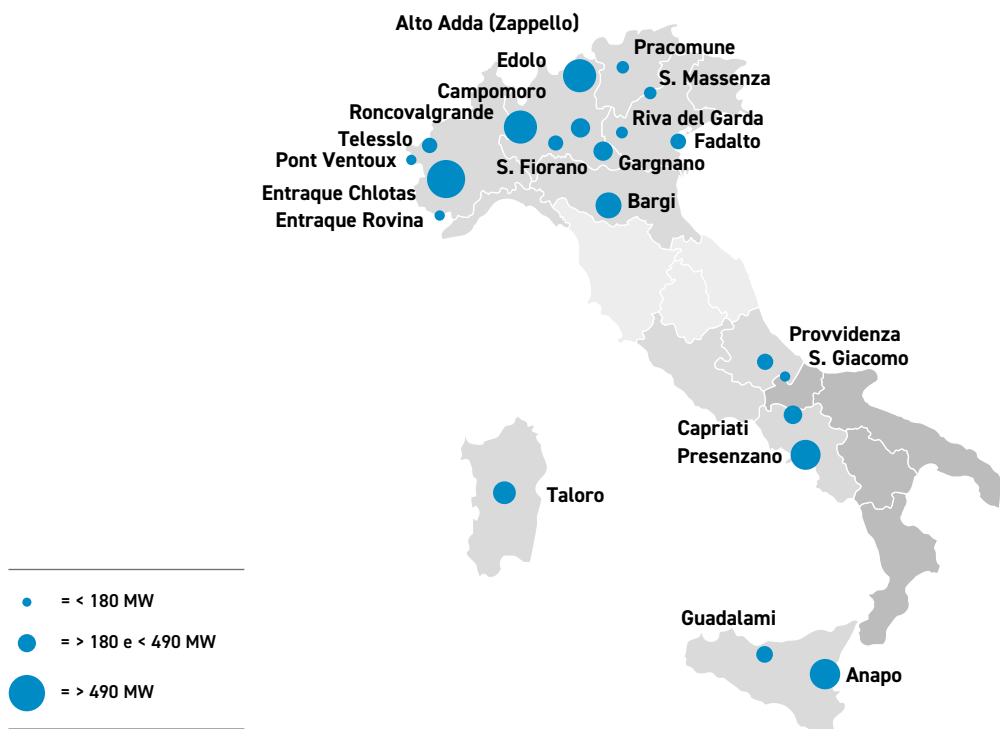 Alto Adda (Zappello)
Edolo
Pracomune
S. Massenza
Campomoro
Roncovalgrande
Riva del Garda
Telesslo
Fadalto
Pont Ventoux
S. Fiorano
Gargnano
Entraque Chlotas
Bargi
Entraque Rovina
Provvidenza
S. Giacomo
Capriati
Presenzano
Taloro
= < 180 MW
= > 180 e < 490 MW
= > 490 MW
Guadalami
Anapo